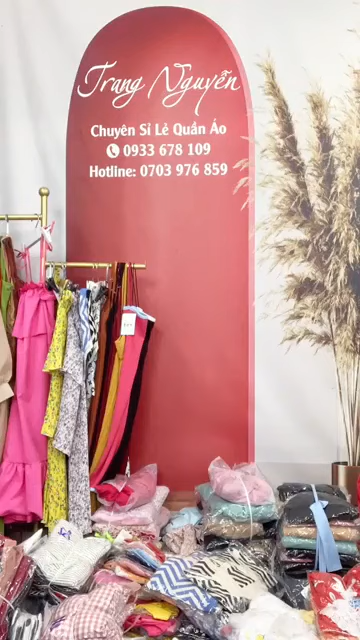 Trang Nguyễn
Chuyên Sỉ Lẻ Quần Áo
0933 678 109
Hotline: 0703 976 859